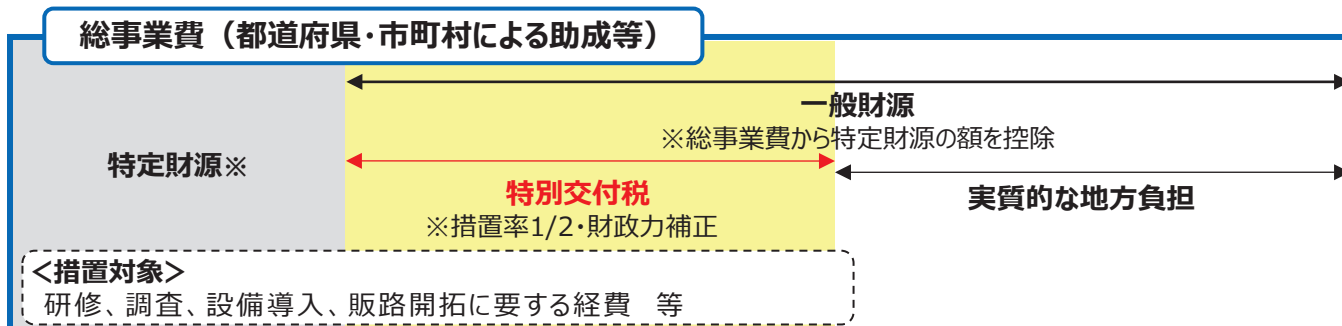 総事業費（都道府県・市町村による助成等）
一般財源
※総事業費から特定財源の額を控除
特定財源※
特別交付税
※措置率1/2・財政力補正
実質的な地方負担
＜措置対象＞
研修、調査、設備導入、販路開拓に要する経費　等